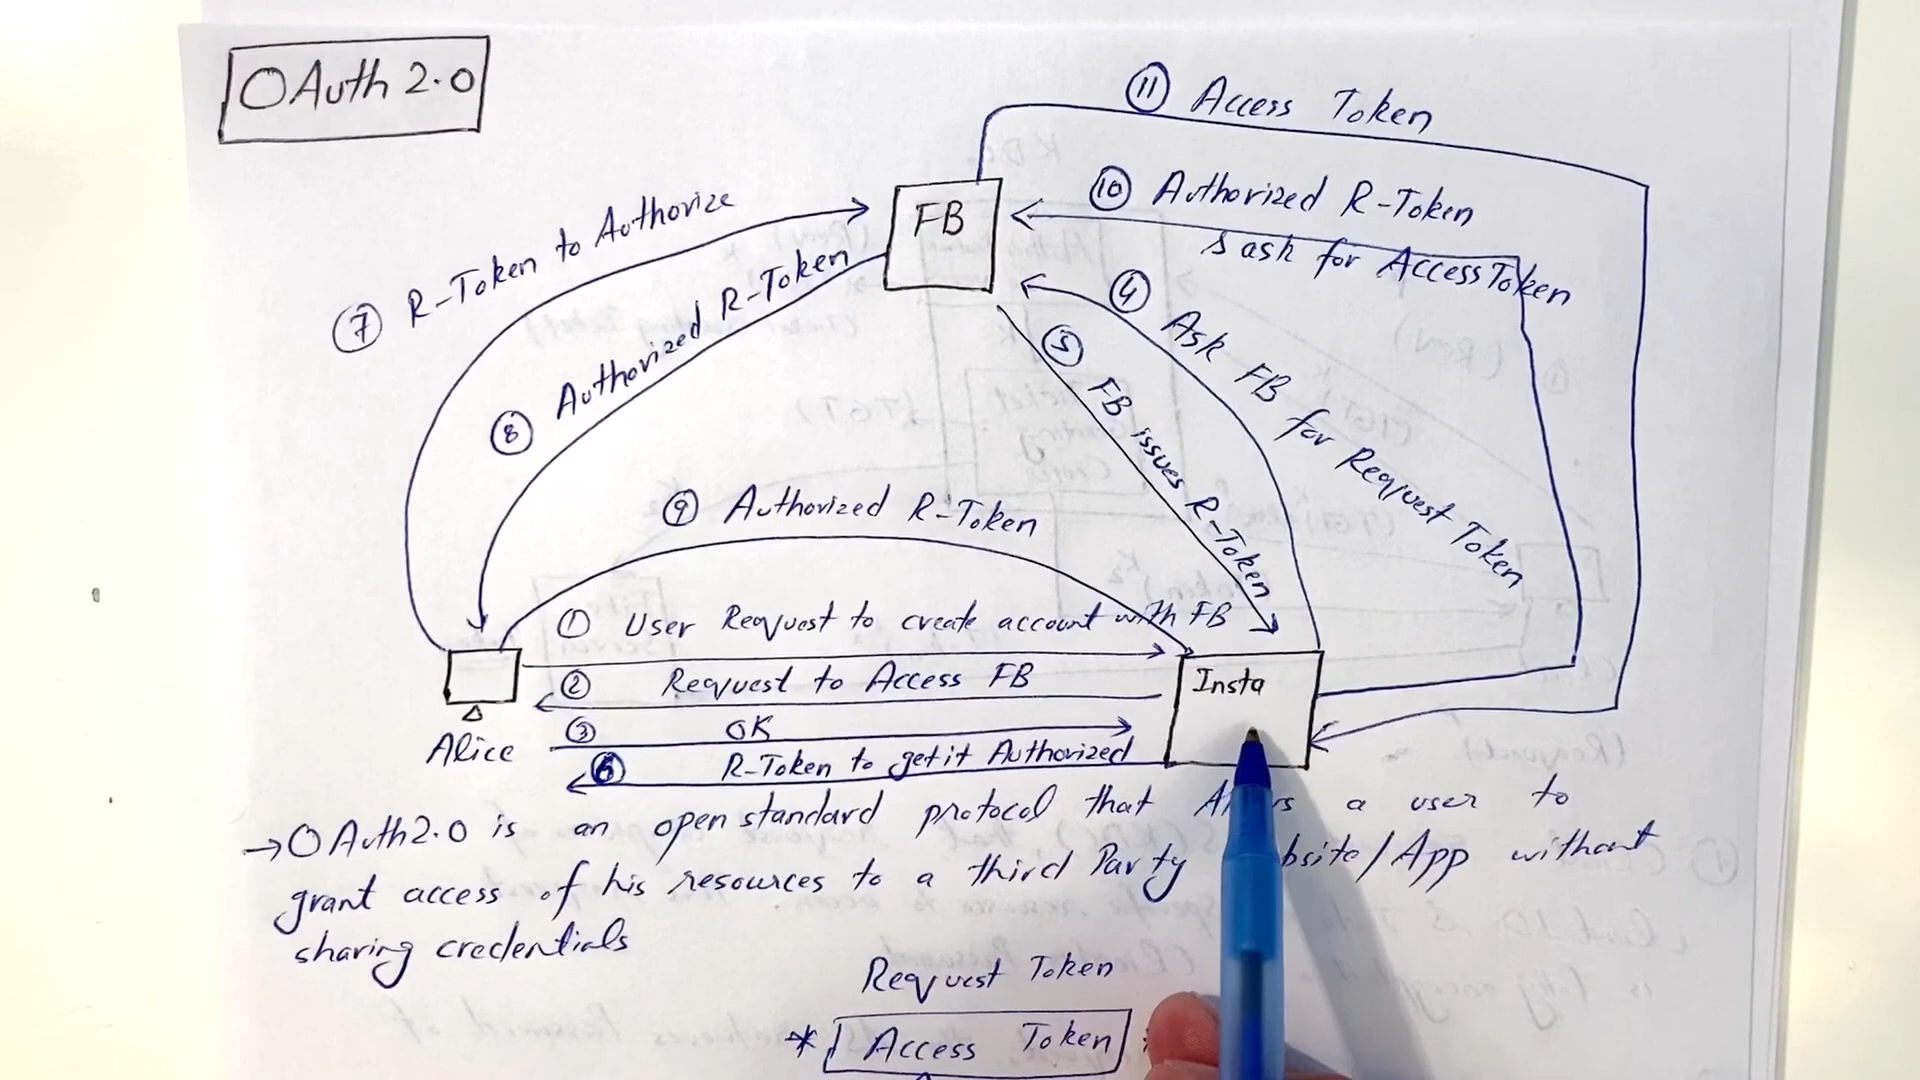 OAuth 2.0
⑪ Access Token
⑩ Authorized R-Token
& ask for Access Token
FB
⑦ R-Token to Authorize
⑧ Authorized R-Token
④ Ask FB for Request Token
⑤ FB issues R-Token
⑨ Authorized R-Token
① User Request to create account with FB
② Request to Access FB
③ OK
⑥ R-Token to get it Authorized
Alice
Insta
→ OAuth2.0 is an open standard protocol that a user to
grant access of his resources to a third Party /App without
sharing credentials
Request Token
* Access Token